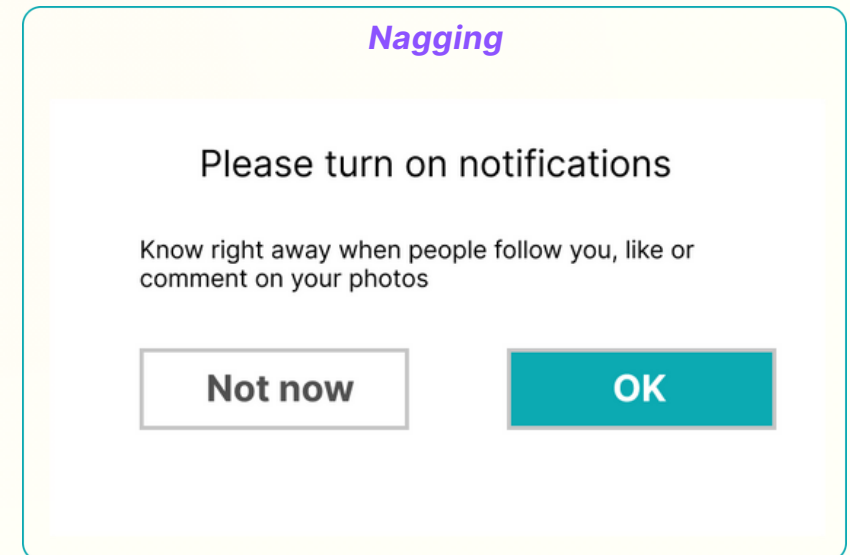 Nagging
Please turn on notifications
Know right away when people follow you, like or
comment on your photos
Not now
OK